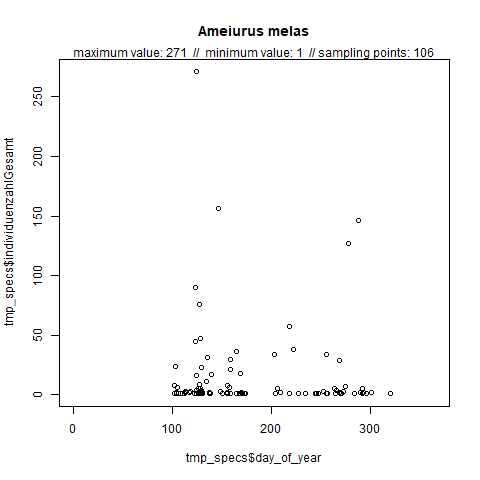 Ameiurus melas
maximum value: 271 // minimum value: 1 // sampling points: 106
tmp_specs$individuenzahlGesamt
250
200
150
100
50
0
0 100 200 300
tmp_specs$day_of_year